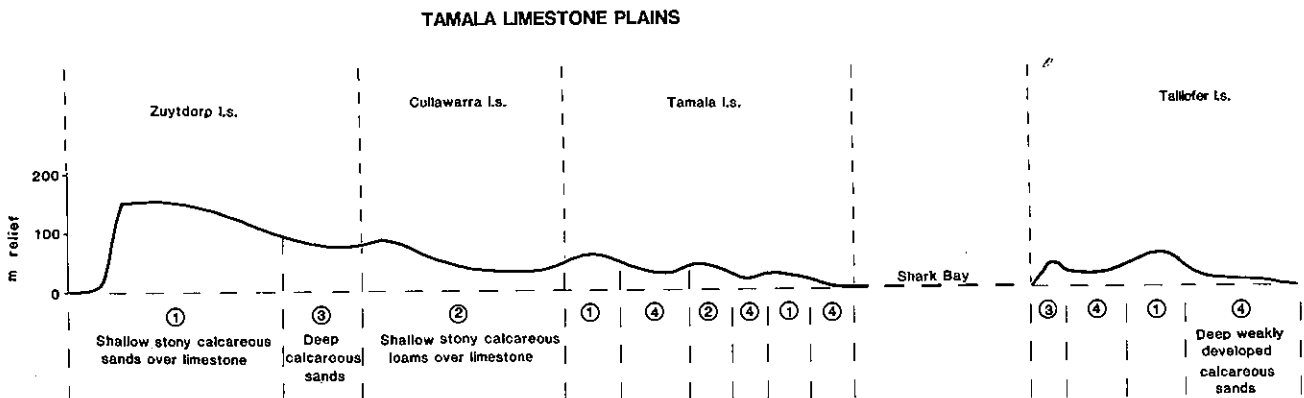 TAMALA LIMESTONE PLAINS
Zuytdorp l.s.
Cullawarra l.s.
Tamala l.s.
Taillefer l.s.
m relief
200
100
0
Shark Bay
① ③ ② ① ④ ② ④ ① ④ ③ ④ ① ④
Shallow stony calcareous
sands over limestone
Deep
calcareous
sands
Shallow stony calcareous
loams over limestone
Deep weakly
developed
calcareous
sands